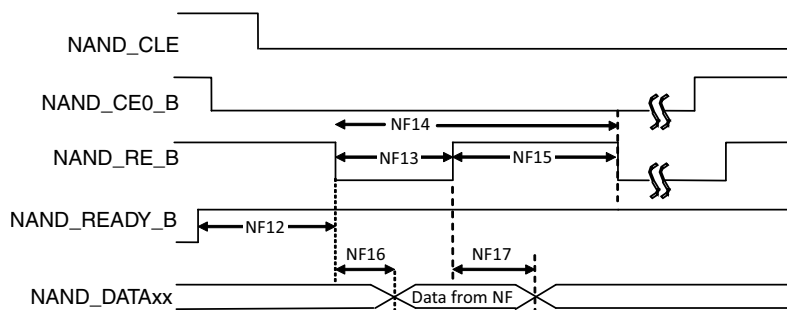 NAND_CLE
NAND_CE0_B
NF14
NAND_RE_B
NF13
NF15
NAND_READY_B
NF12
NF16
NF17
NAND_DATAxx
Data from NF